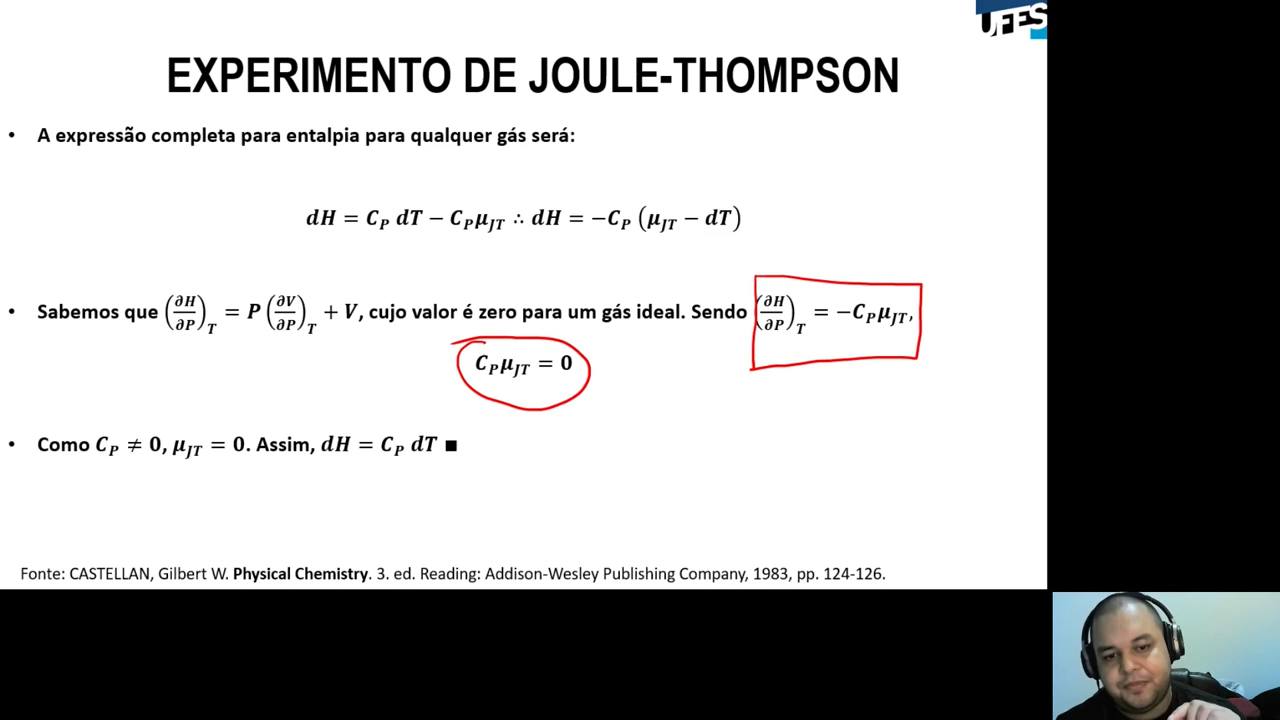 UFES
EXPERIMENTO DE JOULE-THOMPSON
• A expressão completa para entalpia para qualquer gás será:
dH = C_P dT − C_P μ_JT ∴ dH = −C_P (μ_JT − dT)
• Sabemos que (∂H/∂P)_T = P (∂V/∂P)_T + V, cujo valor é zero para um gás ideal. Sendo (∂H/∂P)_T = −C_P μ_JT,
C_P μ_JT = 0
• Como C_P ≠ 0, μ_JT = 0. Assim, dH = C_P dT ■
Fonte: CASTELLAN, Gilbert W. Physical Chemistry. 3. ed. Reading: Addison-Wesley Publishing Company, 1983, pp. 124-126.